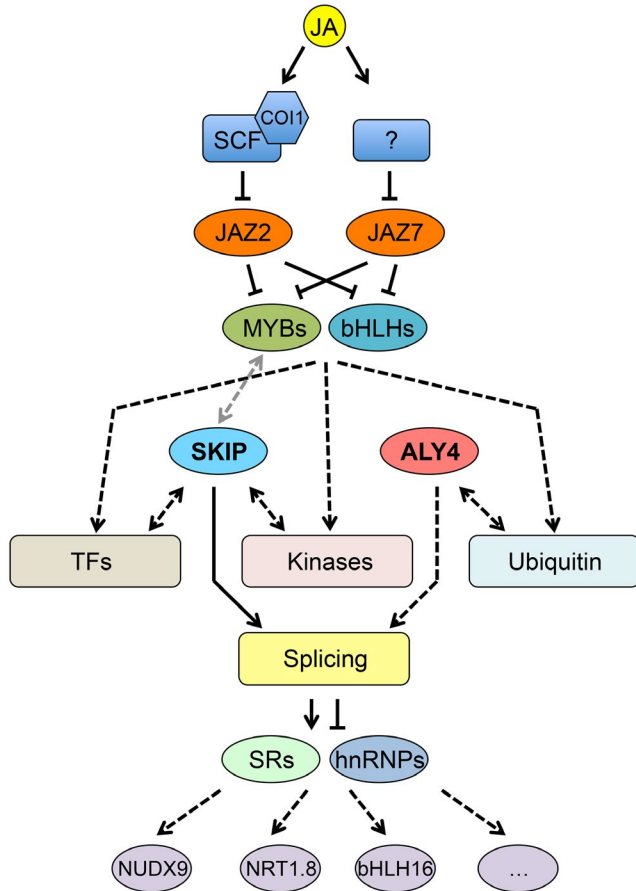 JA
COI1
SCF
?
JAZ2
JAZ7
MYBs
bHLHs
SKIP
ALY4
TFs
Kinases
Ubiquitin
Splicing
SRs
hnRNPs
NUDX9
NRT1.8
bHLH16
...